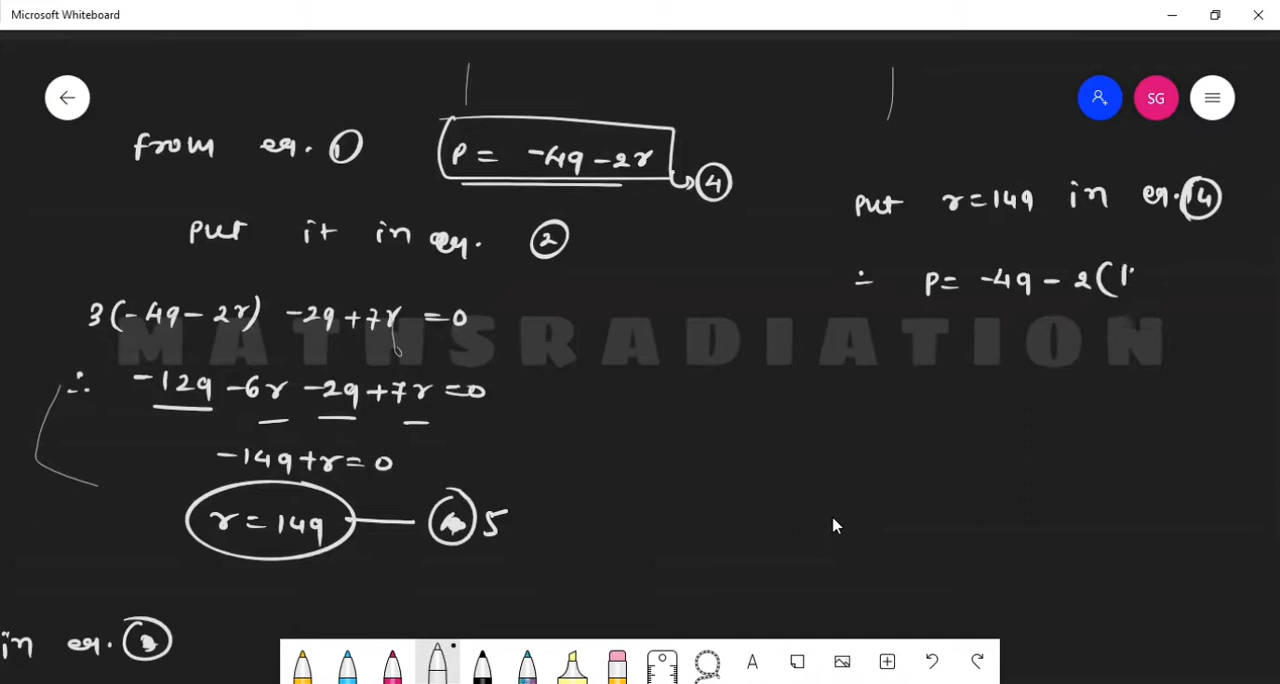 Microsoft Whiteboard
SG
from eq. ① P = -4q - 2r ④
put it in eq. ②
3(-4q - 2r) - 2q + 7r = 0
∴ -12q - 6r - 2q + 7r = 0
-14q + r = 0
r = 14q 5
in eq.
put r = 14q in eq. ④
∴ P = -4q - 2(1
MATHSRADIATION
A